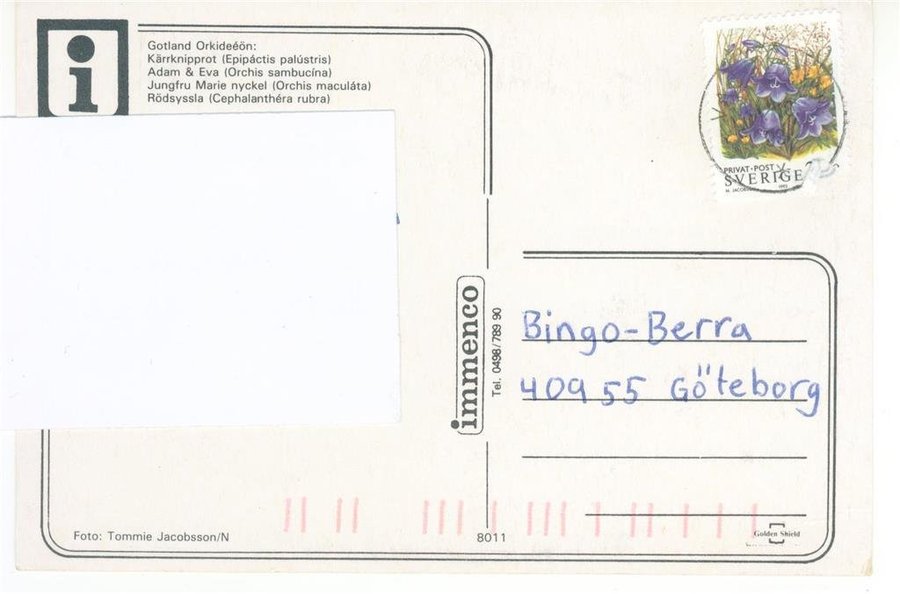 i
Gotland Orkideéön:
Kärrknipprot (Epipáctis palústris)
Adam & Eva (Orchis sambucína)
Jungfru Marie nyckel (Orchis maculáta)
Rödsyssla (Cephalanthéra rubra)
PRIVAT·POST
SVERIGE
immenco
Tel. 0498/789 90
Bingo-Berra
409 55 Göteborg
Foto: Tommie Jacobsson/N
8011
Golden Shield